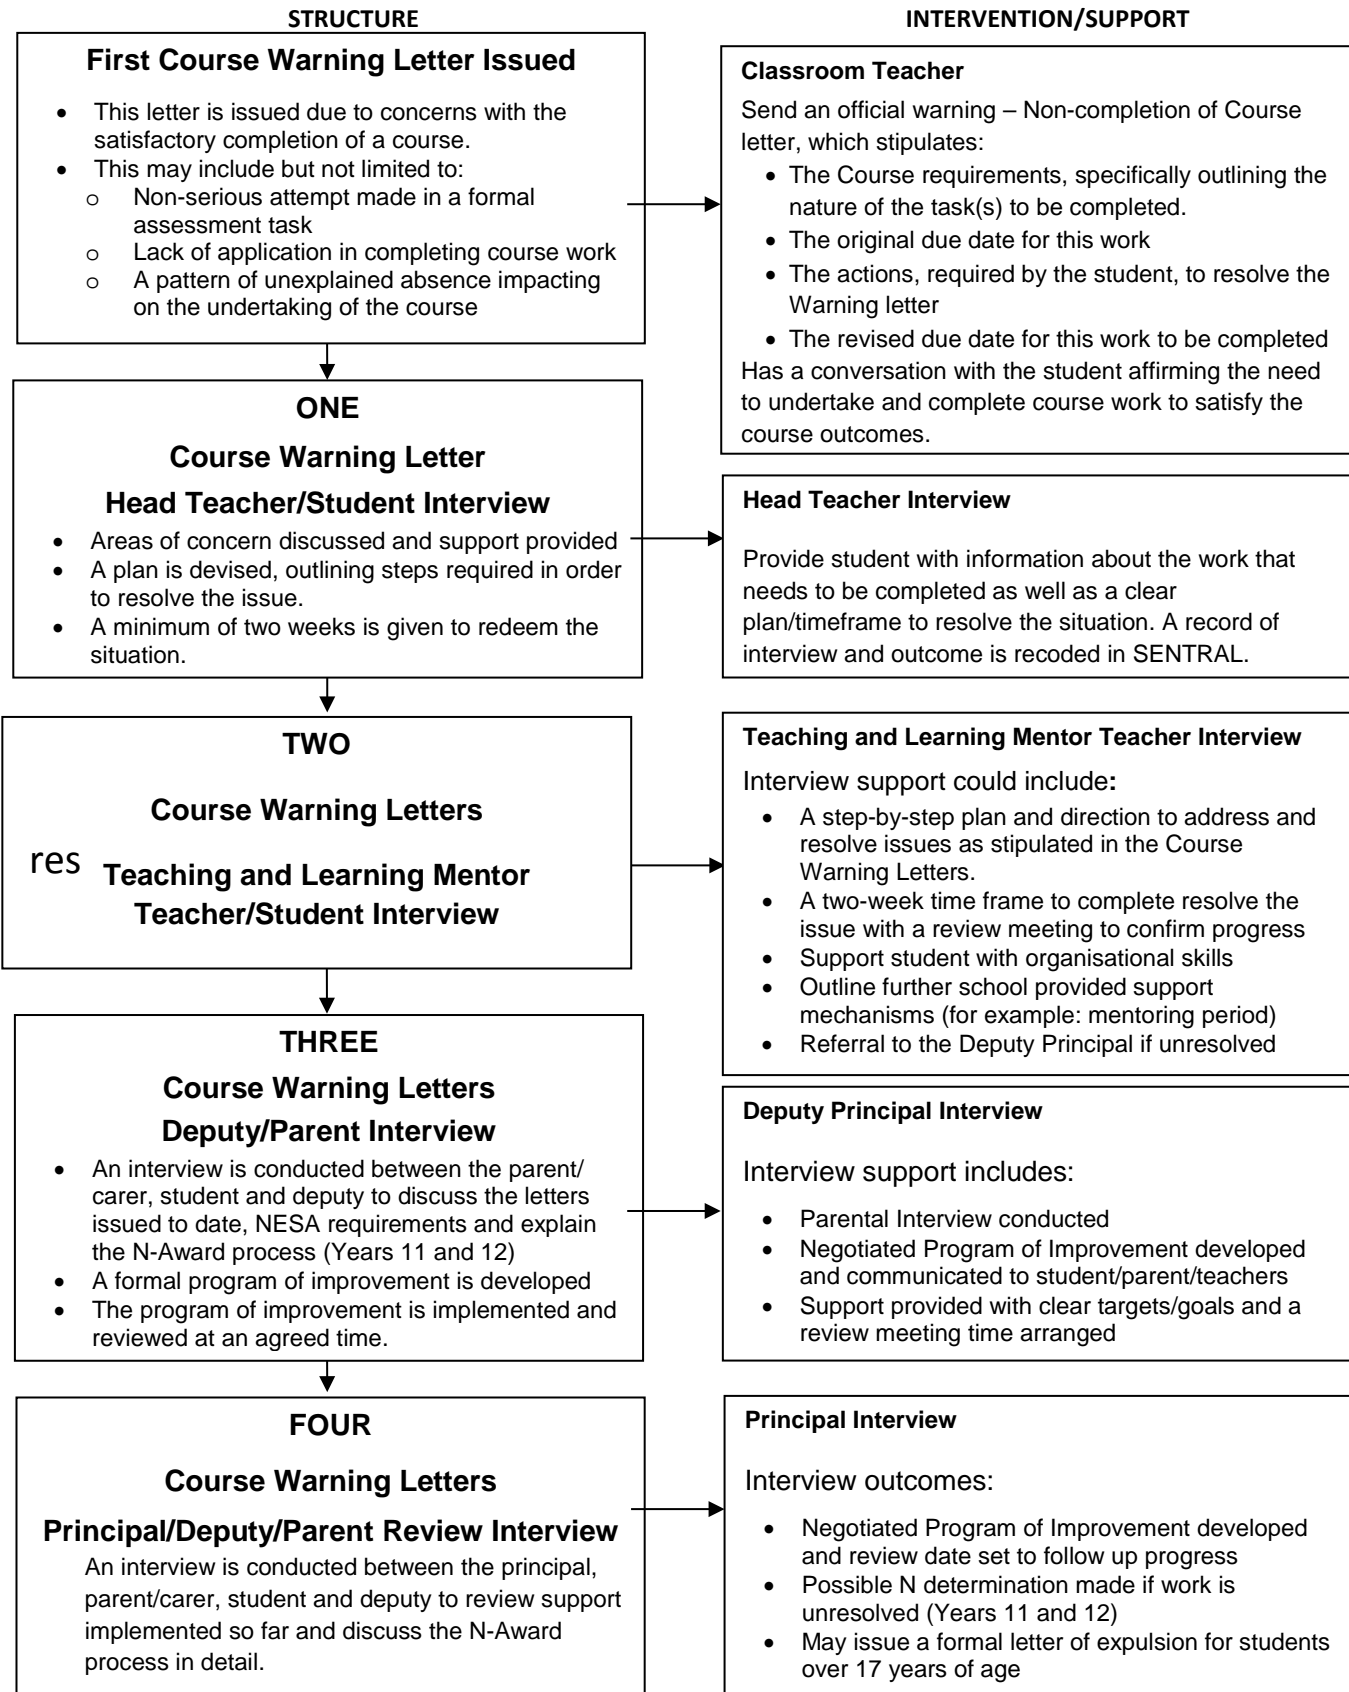 STRUCTURE
INTERVENTION/SUPPORT
First Course Warning Letter Issued
• This letter is issued due to concerns with the
satisfactory completion of a course.
• This may include but not limited to:
o Non-serious attempt made in a formal
assessment task
o Lack of application in completing course work
o A pattern of unexplained absence impacting
on the undertaking of the course
Classroom Teacher
Send an official warning – Non-completion of Course
letter, which stipulates:
• The Course requirements, specifically outlining the
nature of the task(s) to be completed.
• The original due date for this work
• The actions, required by the student, to resolve the
Warning letter
• The revised due date for this work to be completed
Has a conversation with the student affirming the need
to undertake and complete course work to satisfy the
course outcomes.
ONE
Course Warning Letter
Head Teacher/Student Interview
• Areas of concern discussed and support provided
• A plan is devised, outlining steps required in order
to resolve the issue.
• A minimum of two weeks is given to redeem the
situation.
Head Teacher Interview
Provide student with information about the work that
needs to be completed as well as a clear
plan/timeframe to resolve the situation. A record of
interview and outcome is recoded in SENTRAL.
TWO
Course Warning Letters
res
Teaching and Learning Mentor
Teacher/Student Interview
Teaching and Learning Mentor Teacher Interview
Interview support could include:
• A step-by-step plan and direction to address and
resolve issues as stipulated in the Course
Warning Letters.
• A two-week time frame to complete resolve the
issue with a review meeting to confirm progress
• Support student with organisational skills
• Outline further school provided support
mechanisms (for example: mentoring period)
• Referral to the Deputy Principal if unresolved
THREE
Course Warning Letters
Deputy/Parent Interview
• An interview is conducted between the parent/
carer, student and deputy to discuss the letters
issued to date, NESA requirements and explain
the N-Award process (Years 11 and 12)
• A formal program of improvement is developed
• The program of improvement is implemented and
reviewed at an agreed time.
Deputy Principal Interview
Interview support includes:
• Parental Interview conducted
• Negotiated Program of Improvement developed
and communicated to student/parent/teachers
• Support provided with clear targets/goals and a
review meeting time arranged
FOUR
Course Warning Letters
Principal/Deputy/Parent Review Interview
An interview is conducted between the principal,
parent/carer, student and deputy to review support
implemented so far and discuss the N-Award
process in detail.
Principal Interview
Interview outcomes:
• Negotiated Program of Improvement developed
and review date set to follow up progress
• Possible N determination made if work is
unresolved (Years 11 and 12)
• May issue a formal letter of expulsion for students
over 17 years of age